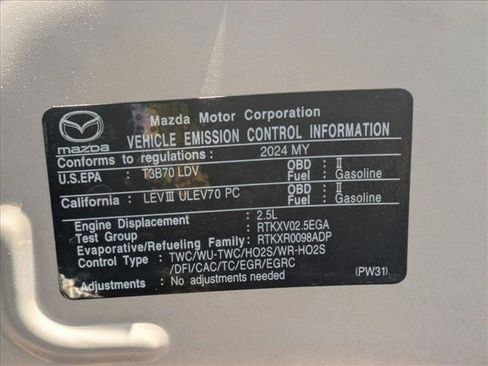 mazda
Mazda Motor Corporation
VEHICLE EMISSION CONTROL INFORMATION
Conforms to regulations : 2024 MY
U.S.EPA : T3B70 LDV OBD : II
Fuel : Gasoline
California : LEVⅢ ULEV70 PC OBD : II
Fuel : Gasoline
Engine Displacement : 2.5L
Test Group : RTKXV02.5EGA
Evaporative/Refueling Family: RTKXR0098ADP
Control Type : TWC/WU-TWC/HO2S/WR-HO2S
/DFI/CAC/TC/EGR/EGRC
Adjustments : No adjustments needed (PW31)